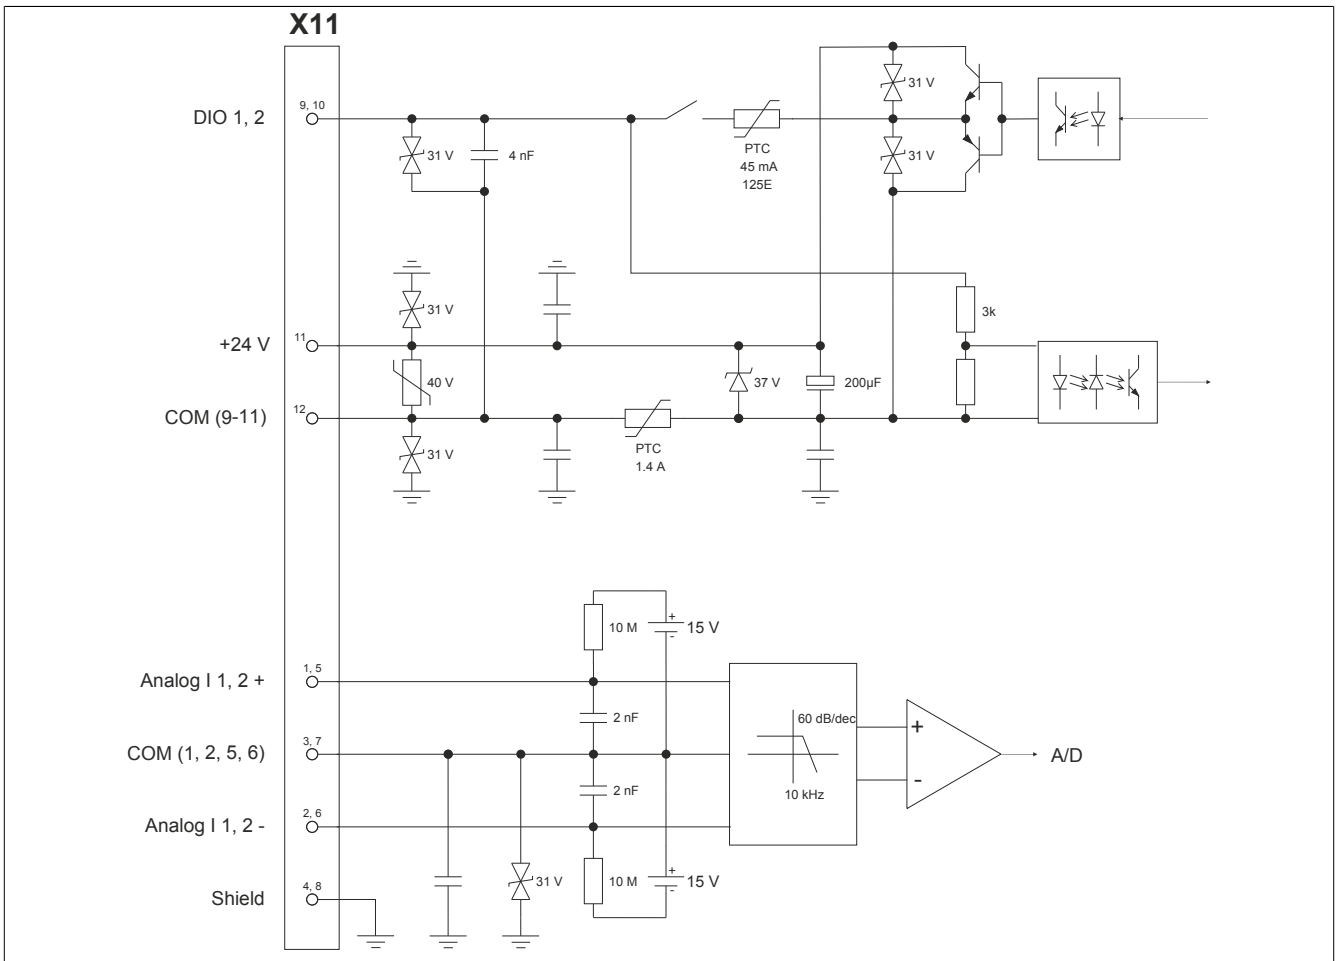 X11
DIO 1, 2
9, 10
31 V
4 nF
PTC
45 mA
125E
31 V
31 V
31 V
3k
+24 V
11
40 V
37 V
200µF
COM (9-11)
12
31 V
PTC
1.4 A
10 M
+
-
15 V
Analog I 1, 2 +
1, 5
2 nF
60 dB/dec
+
COM (1, 2, 5, 6)
3, 7
A/D
2 nF
10 kHz
-
Analog I 1, 2 -
2, 6
31 V
10 M
+
-
15 V
Shield
4, 8